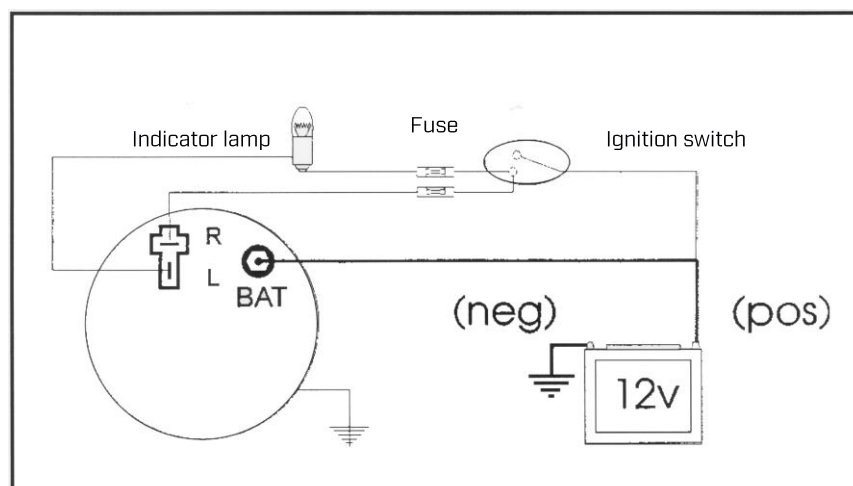 Fuse
Indicator lamp
Ignition switch
R
L
BAT
(neg)
(pos)
12v